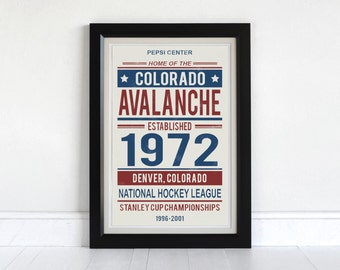 PEPSI CENTER
HOME OF THE
COLORADO
AVALANCHE
ESTABLISHED
1972
DENVER, COLORADO
NATIONAL HOCKEY LEAGUE
STANLEY CUP CHAMPIONSHIPS
1996-2001